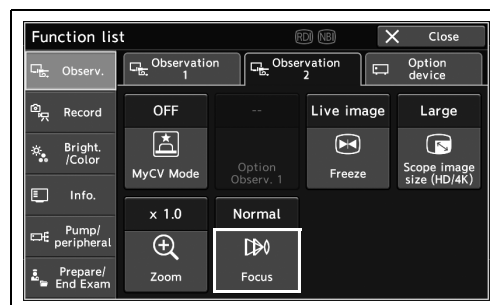 Function list
RDI NBI
Close
Observ.
Observation
1
Observation
2
Option
device
Record
Bright.
/Color
Info.
Pump/
peripheral
Prepare/
End Exam
OFF
MyCV Mode
--
Option
Observ. 1
Live image
Freeze
Large
Scope image
size (HD/4K)
x 1.0
Zoom
Normal
Focus